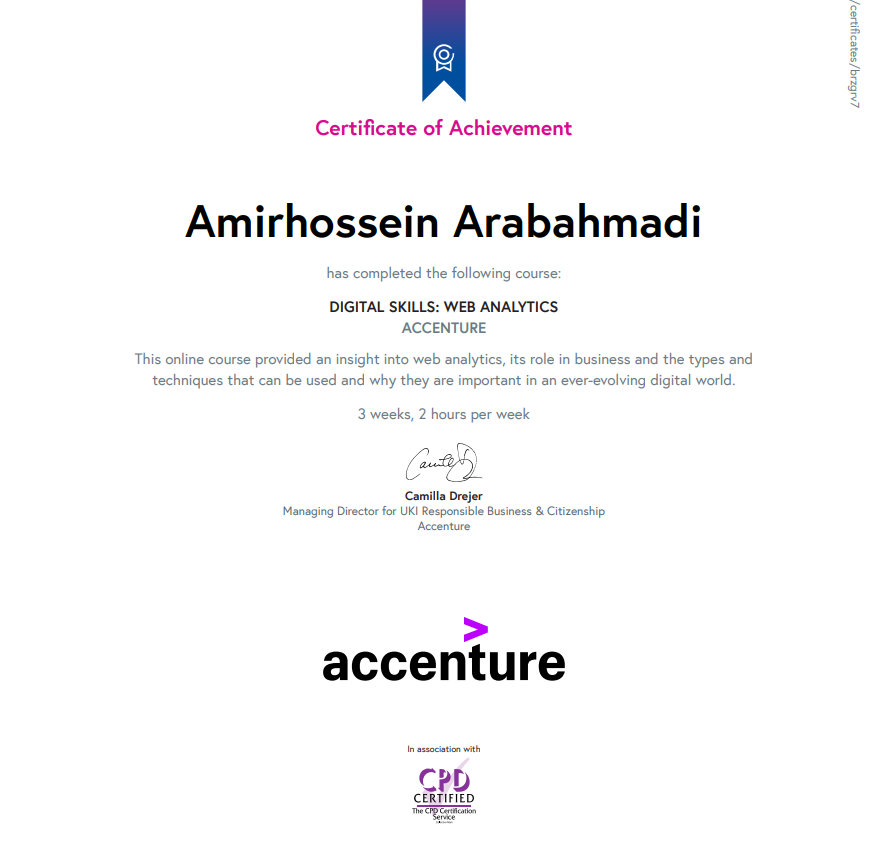 /certificates/brzgrv7
Certificate of Achievement
Amirhossein Arabahmadi
has completed the following course:
DIGITAL SKILLS: WEB ANALYTICS
ACCENTURE
This online course provided an insight into web analytics, its role in business and the types and
techniques that can be used and why they are important in an ever-evolving digital world.
3 weeks, 2 hours per week
Camilla Drejer
Managing Director for UKI Responsible Business & Citizenship
Accenture
accenture
In association with
CPD
CERTIFIED
The CPD Certification
Service